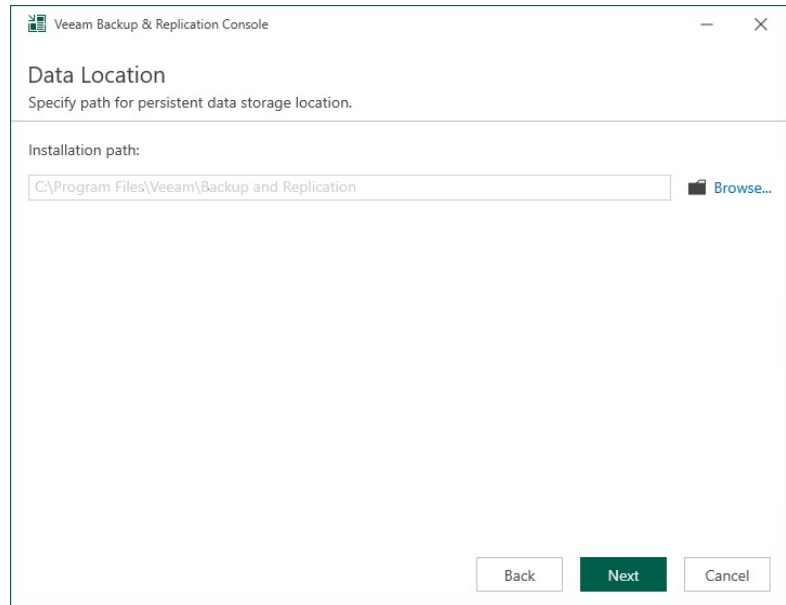 Veeam Backup & Replication Console
Data Location
Specify path for persistent data storage location.
Installation path:
C:\Program Files\Veeam\Backup and Replication
Browse...
Back
Next
Cancel